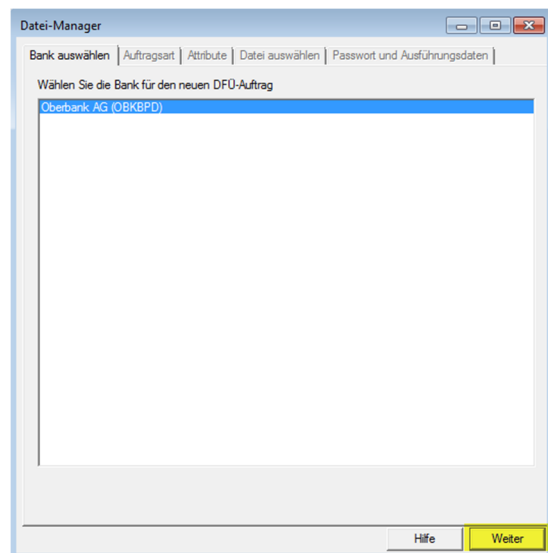 Datei-Manager
Bank auswählen Auftragsart Attribute Datei auswählen Passwort und Ausführungsdaten
Wählen Sie die Bank für den neuen DFÜ-Auftrag
Oberbank AG (OBKBPD)
Hilfe Weiter